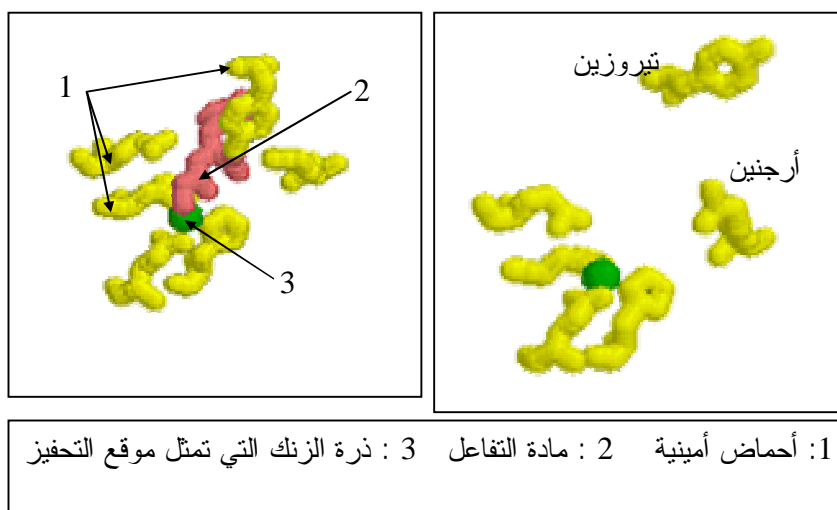 1
2
3
تيروزين
أرجنين
1: أحماض أمينية 2 : مادة التفاعل 3 : ذرة الزنك التي تمثل موقع التحفيز